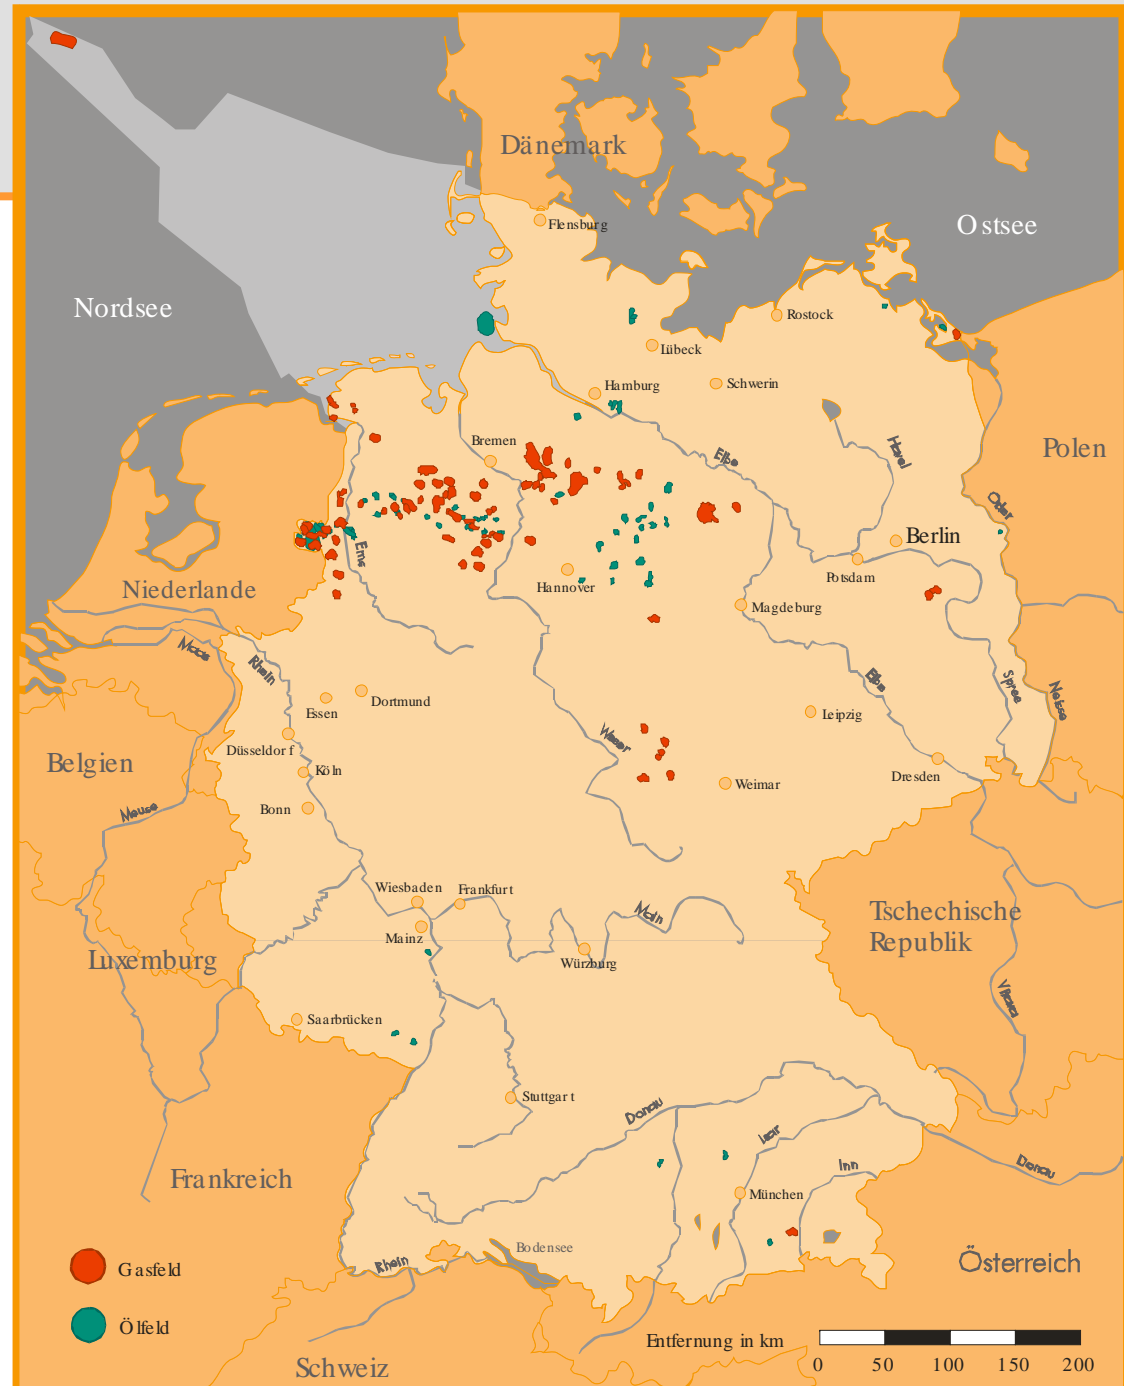 Dänemark
Ostsee
Flensburg
Nordsee
Rostock
Lübeck
Hamburg
Schwerin
Bremen
Elbe
Havel
Polen
Oder
Berlin
Ems
Potsdam
Niederlande
Hannover
Magdeburg
Maas
Rhein
Elbe
Spree
Neisse
Dortmund
Essen
Leipzig
Weser
Düsseldorf
Belgien
Köln
Dresden
Weimar
Meuse
Bonn
Wiesbaden
Frankfurt
Main
Tschechische
Republik
Mainz
Luxemburg
Würzburg
Vltava
Saarbrücken
Stuttgart
Donau
Isar
Inn
Donau
Frankreich
München
Bodensee
Rhein
Österreich
Gasfeld
Ölfeld
Entfernung in km
0 50 100 150 200
Schweiz